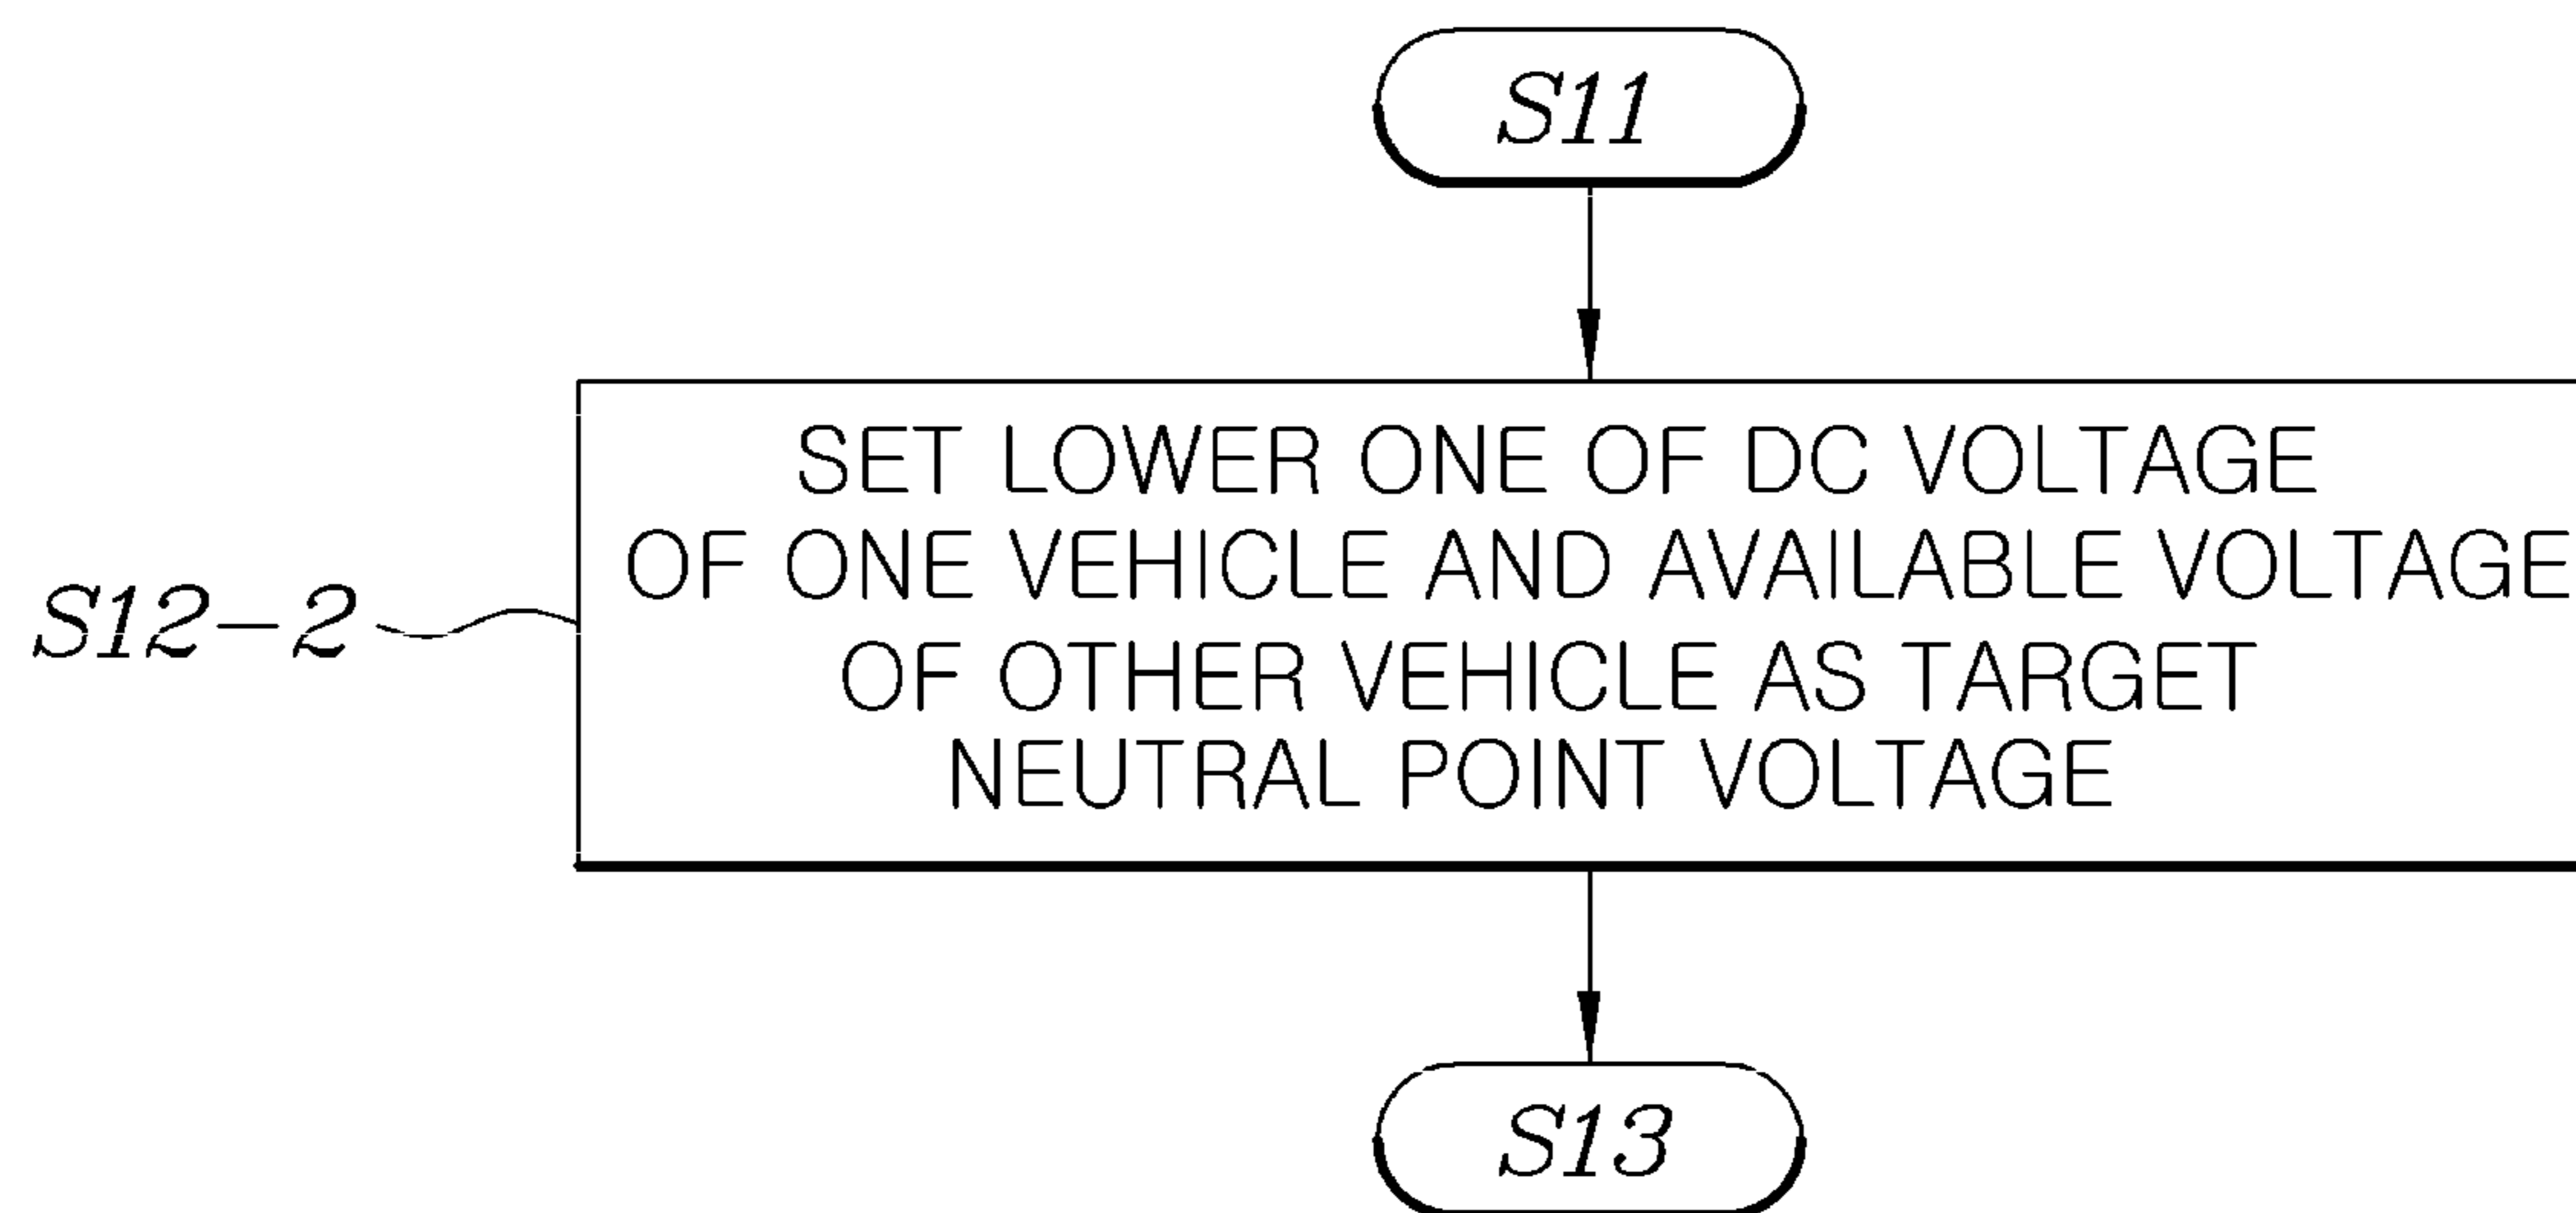 S11
SET LOWER ONE OF DC VOLTAGE
OF ONE VEHICLE AND AVAILABLE VOLTAGE
S12-2
OF OTHER VEHICLE AS TARGET
NEUTRAL POINT VOLTAGE
S13